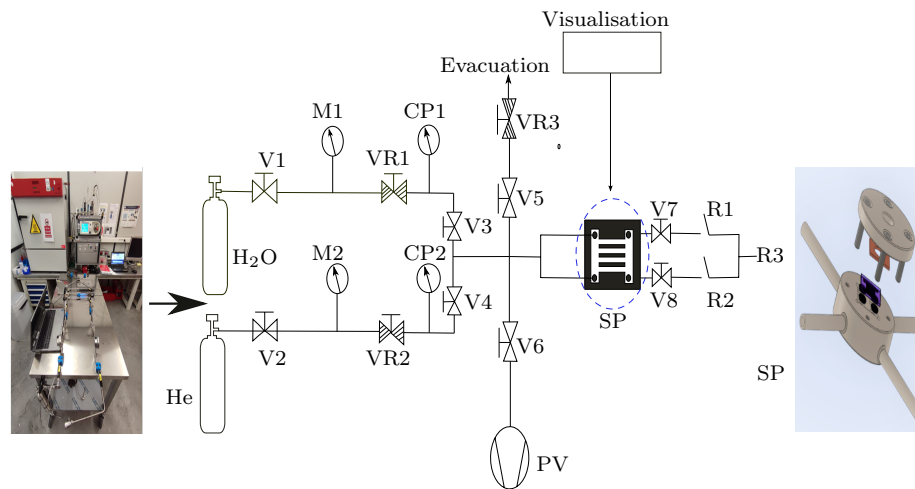 Visualisation
Evacuation
M1
CP1
VR3
V1
VR1
V5
V7
R1
V3
H2O
M2
CP2
R3
V4
V8
R2
SP
V2
VR2
V6
SP
He
PV